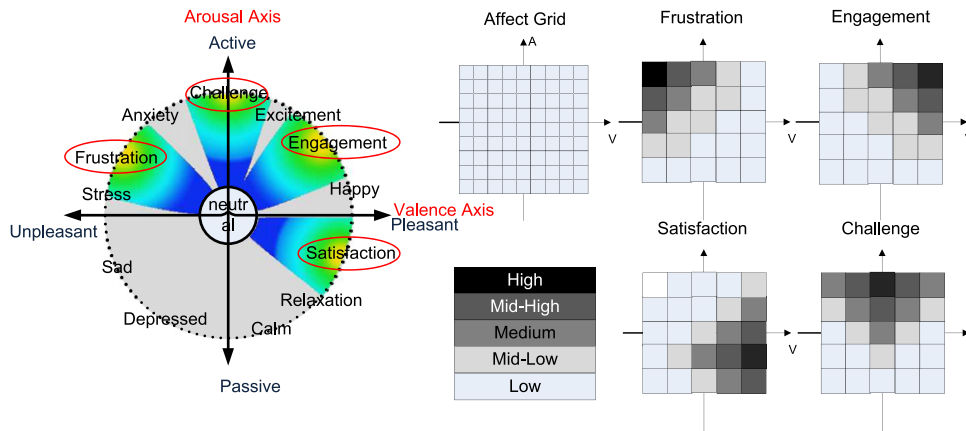 Arousal Axis
Active
Challenge
Anxiety
Excitement
Frustration
Engagement
Stress
Happy
neutr
al
Valence Axis
Unpleasant
Pleasant
Sad
Satisfaction
Relaxation
Depressed
Calm
Passive
Affect Grid
A
V
Frustration
V
Engagement
V
High
Mid-High
Medium
Mid-Low
Low
Satisfaction
V
Challenge